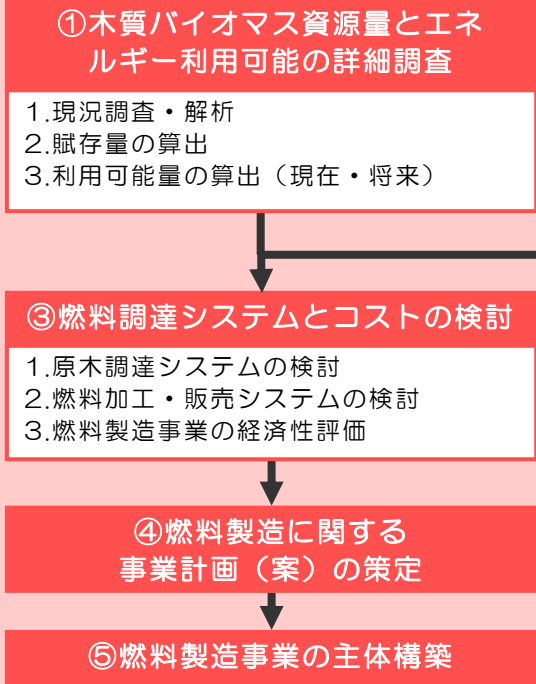 ①木質バイオマス資源量とエネ
ルギー利用可能の詳細調査
1.現況調査・解析
2.賦存量の算出
3.利用可能量の算出（現在・将来）
③燃料調達システムとコストの検討
1.原木調達システムの検討
2.燃料加工・販売システムの検討
3.燃料製造事業の経済性評価
④燃料製造に関する
事業計画（案）の策定
⑤燃料製造事業の主体構築